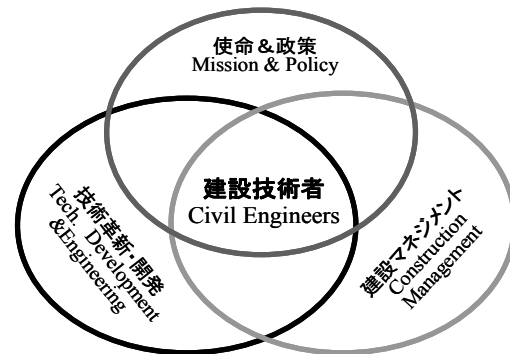 使命＆政策
Mission & Policy
建設技術者
Civil Engineers
技術革新・開発
Tech. Development
&Engineering
建設マネジメント
Construction
Management